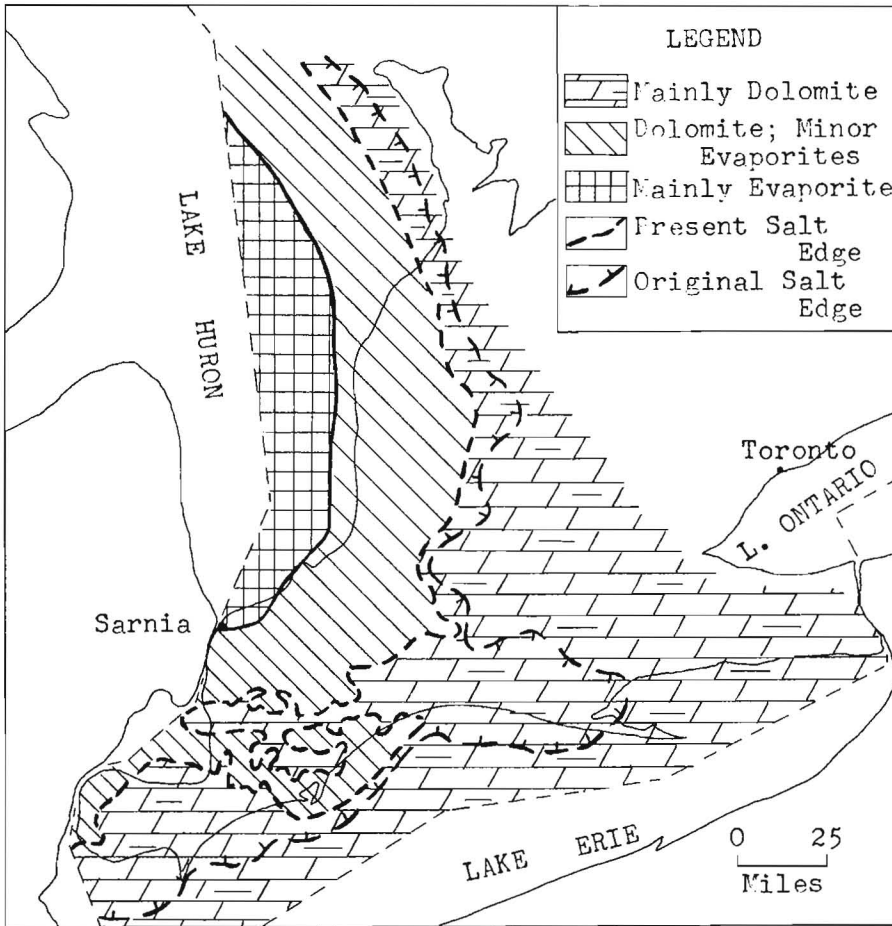 LEGEND
Mainly Dolomite
Dolomite; Minor
Evaporites
Mainly Evaporite
Present Salt
Edge
Original Salt
Edge
LAKE HURON
Toronto
L. ONTARIO
Sarnia
LAKE ERIE
0 25
Miles